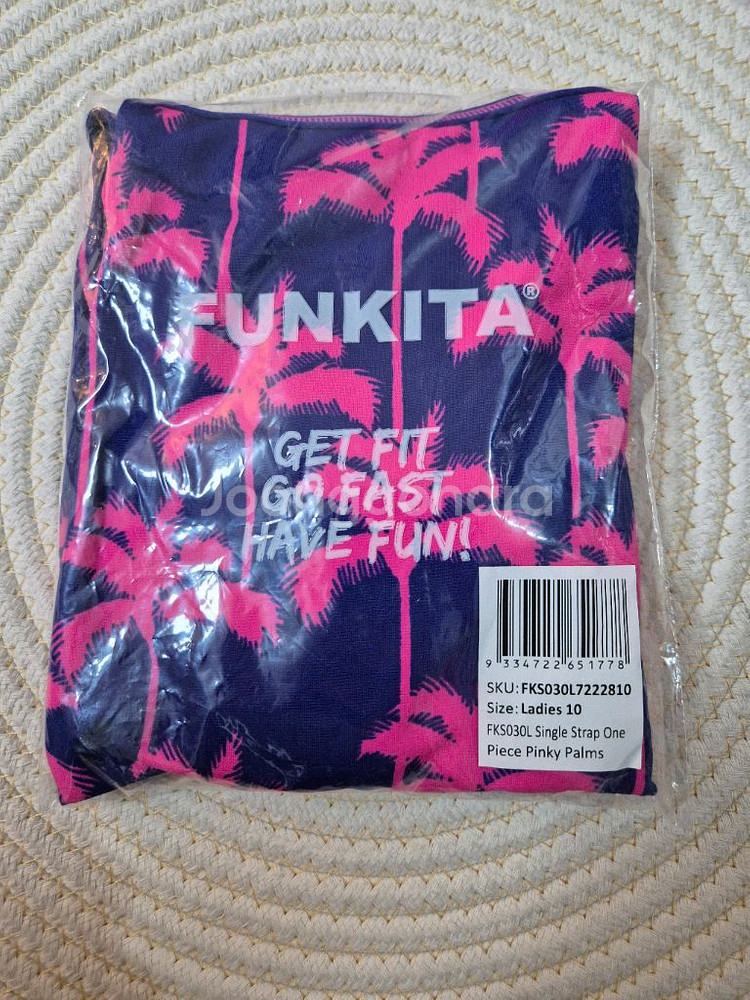 FUNKITA®
GET FIT
GO FAST
HAVE FUN!
9 334722 651778
SKU: FKS030L7222810
Size: Ladies 10
FKS030L Single Strap One
Piece Pinky Palms